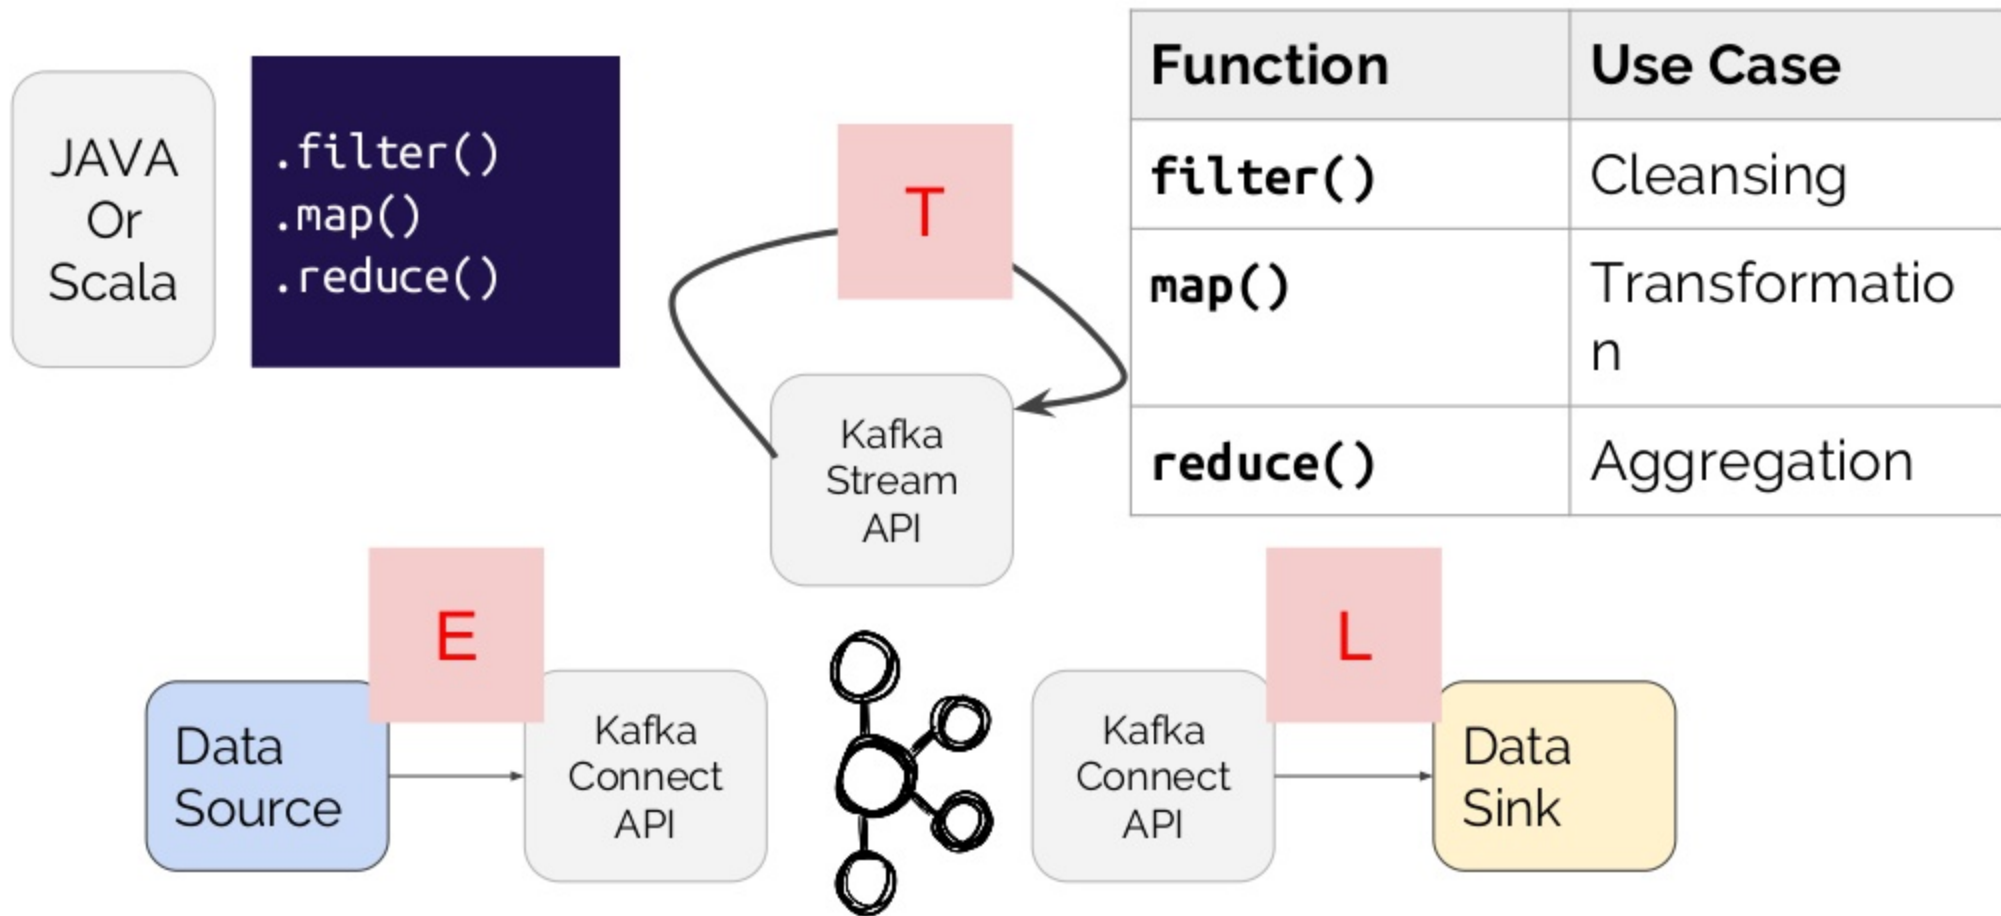 JAVA
Or
Scala
.filter()
.map()
.reduce()
T
Function
Use Case
filter()
Cleansing
map()
Transformatio
n
reduce()
Aggregation
Kafka
Stream
API
E
L
Data
Source
Kafka
Connect
API
Kafka
Connect
API
Data
Sink